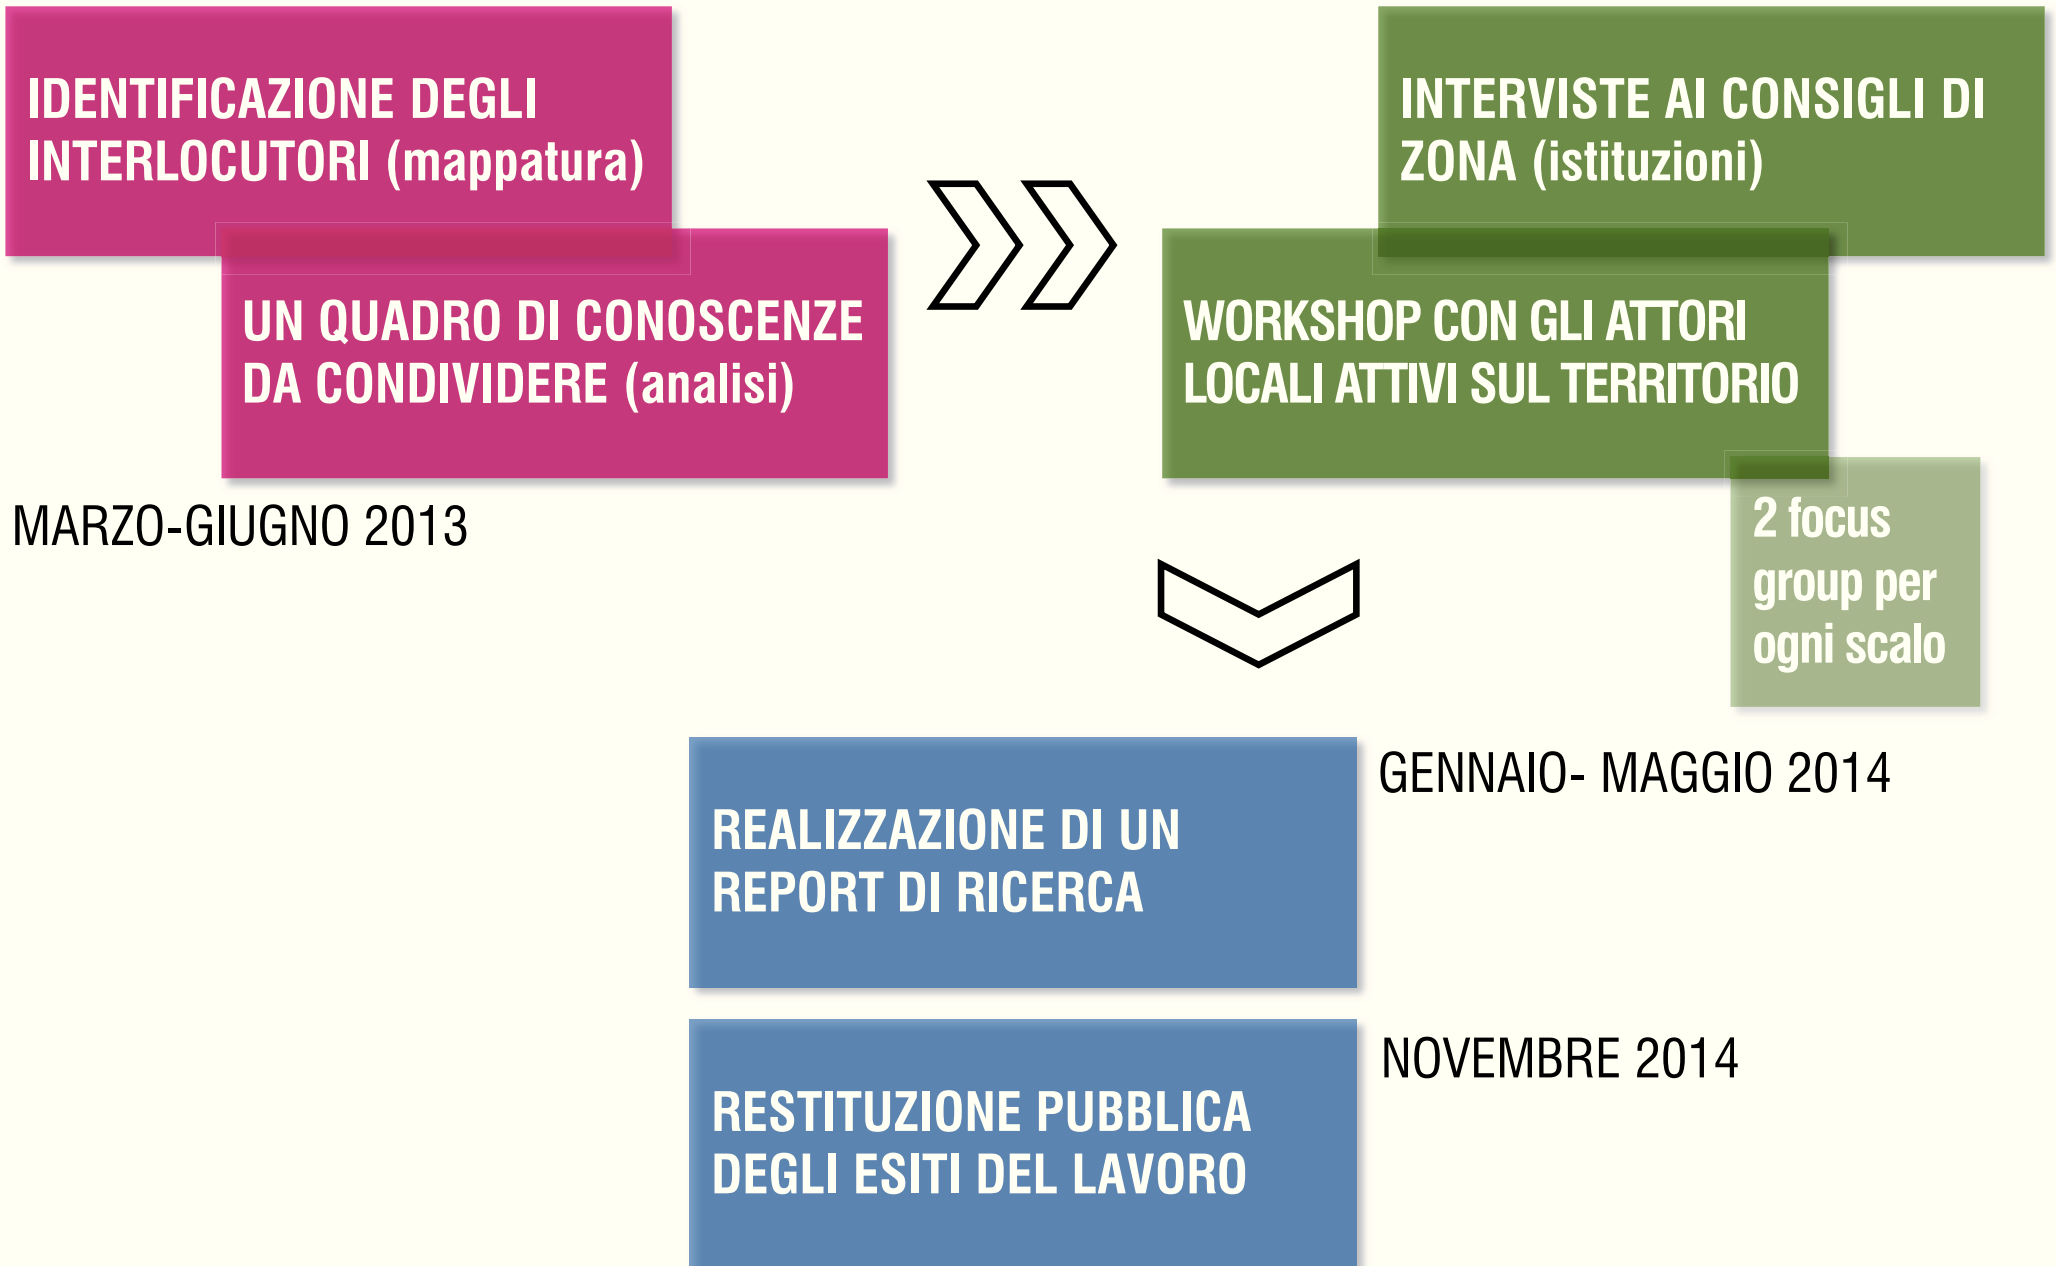 IDENTIFICAZIONE DEGLI
INTERLOCUTORI (mappatura)
UN QUADRO DI CONOSCENZE
DA CONDIVIDERE (analisi)
MARZO-GIUGNO 2013
INTERVISTE AI CONSIGLI DI
ZONA (istituzioni)
WORKSHOP CON GLI ATTORI
LOCALI ATTIVI SUL TERRITORIO
2 focus
group per
ogni scalo
REALIZZAZIONE DI UN
REPORT DI RICERCA
GENNAIO- MAGGIO 2014
RESTITUZIONE PUBBLICA
DEGLI ESITI DEL LAVORO
NOVEMBRE 2014